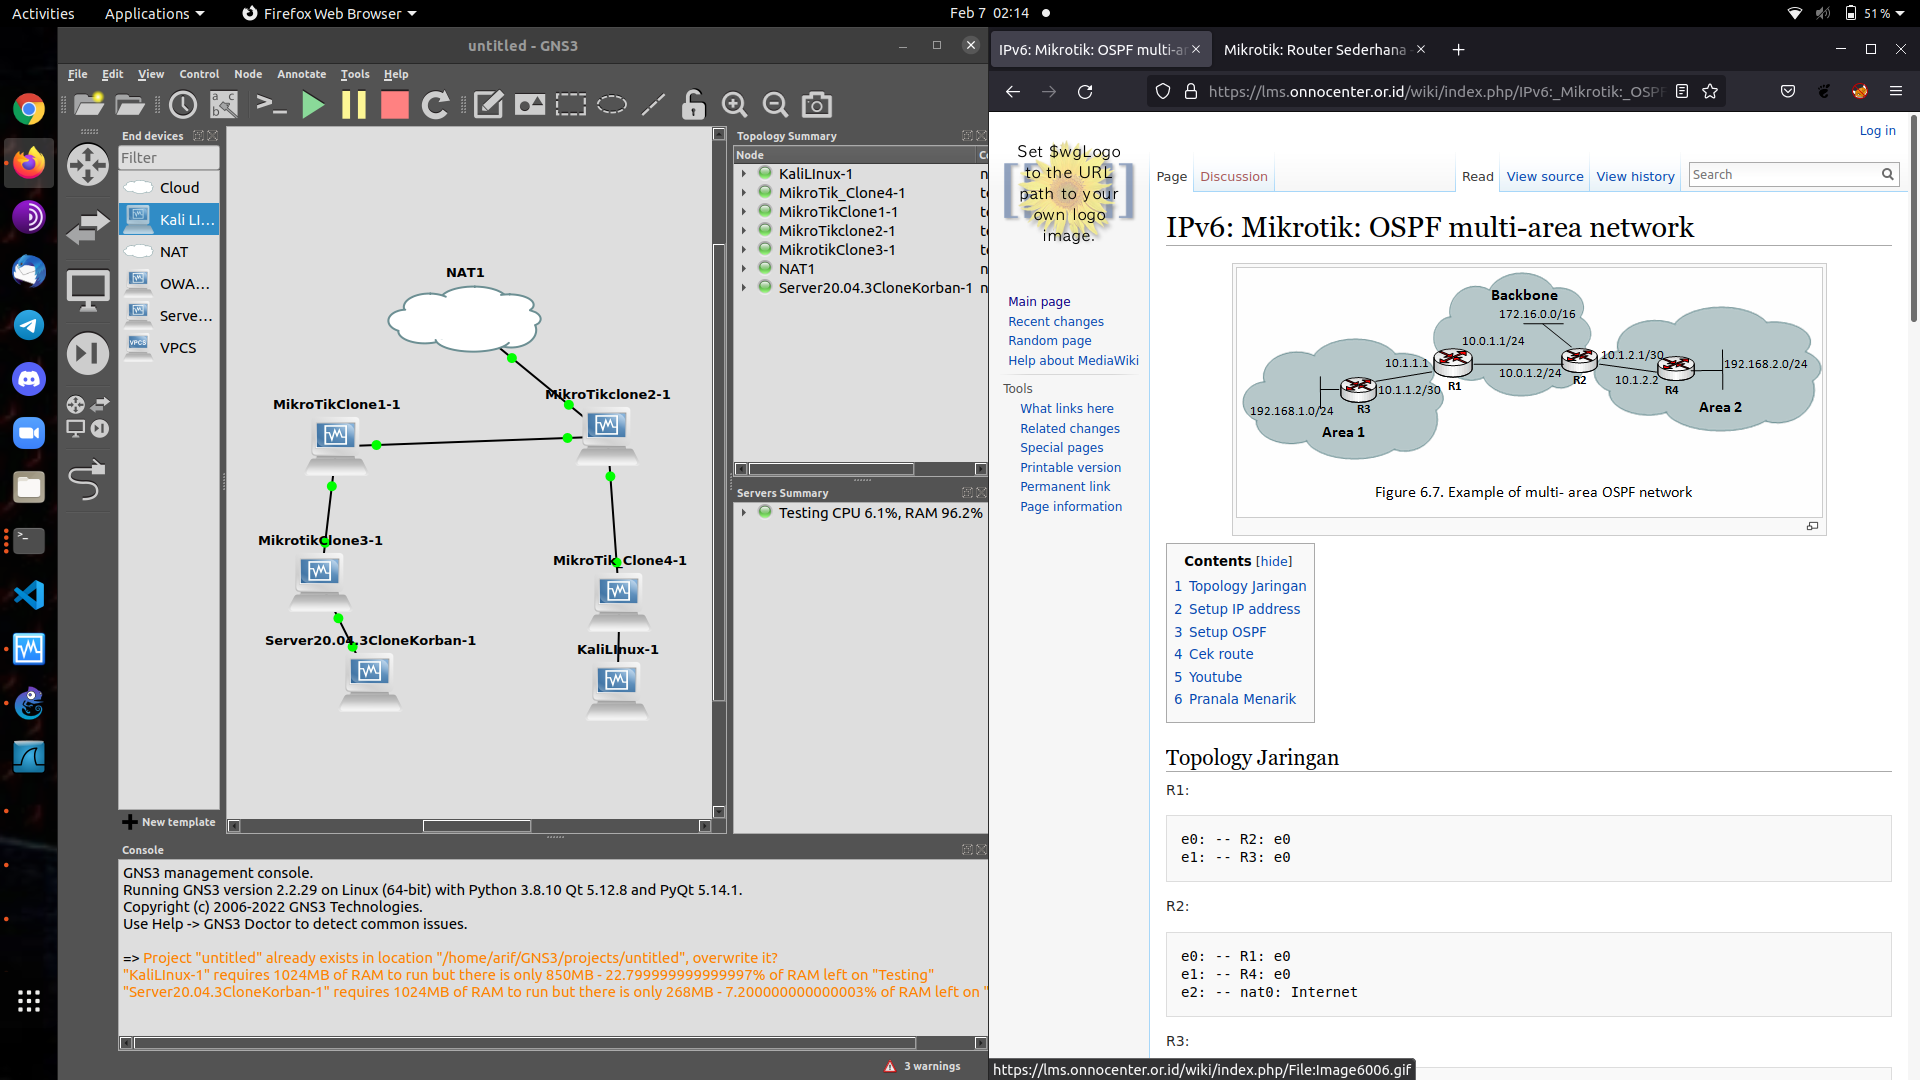 Activities
Applications
Firefox Web Browser
Feb 7 02:14
51 %
untitled - GNS3
File Edit View Control Node Annotate Tools Help
End devices
Filter
Cloud
Kali LI...
NAT
OWA...
Serve...
VPCS
New template
NAT1
MikroTikclone2-1
MikroTikClone1-1
MikrotikClone3-1
MikroTik_Clone4-1
Server20.04.3CloneKorban-1
KaliLInux-1
Topology Summary
Node
KaliLInux-1
MikroTik_Clone4-1
MikroTikClone1-1
MikroTikclone2-1
MikrotikClone3-1
NAT1
Server20.04.3CloneKorban-1
Servers Summary
Testing CPU 6.1%, RAM 96.2%
Console
GNS3 management console.
Running GNS3 version 2.2.29 on Linux (64-bit) with Python 3.8.10 Qt 5.12.8 and PyQt 5.14.1.
Copyright (c) 2006-2022 GNS3 Technologies.
Use Help -> GNS3 Doctor to detect common issues.
=> Project "untitled" already exists in location "/home/arif/GNS3/projects/untitled", overwrite it?
"KaliLInux-1" requires 1024MB of RAM to run but there is only 850MB - 22.799999999999997% of RAM left on "Testing"
"Server20.04.3CloneKorban-1" requires 1024MB of RAM to run but there is only 268MB - 7.200000000000003% of RAM left on "
3 warnings
IPv6: Mikrotik: OSPF multi-ar
Mikrotik: Router Sederhana -
https://lms.onnocenter.or.id/wiki/index.php/IPv6:_Mikrotik:_OSPF
Log in
Set $wgLogo
to the URL
path to your
own logo
image.
Page
Discussion
Read
View source
View history
Search
Main page
Recent changes
Random page
Help about MediaWiki
Tools
What links here
Related changes
Special pages
Printable version
Permanent link
Page information
IPv6: Mikrotik: OSPF multi-area network
Backbone
172.16.0.0/16
10.0.1.1/24
10.1.1.1
10.1.2.1/30
192.168.2.0/24
10.0.1.2/24
10.1.2.2
R1
R2
R4
10.1.1.2/30
192.168.1.0/24
R3
Area 2
Area 1
Figure 6.7. Example of multi- area OSPF network
Contents [hide]
1 Topology Jaringan
2 Setup IP address
3 Setup OSPF
4 Cek route
5 Youtube
6 Pranala Menarik
Topology Jaringan
R1:
e0: -- R2: e0
e1: -- R3: e0
R2:
e0: -- R1: e0
e1: -- R4: e0
e2: -- nat0: Internet
R3:
https://lms.onnocenter.or.id/wiki/index.php/File:Image6006.gif